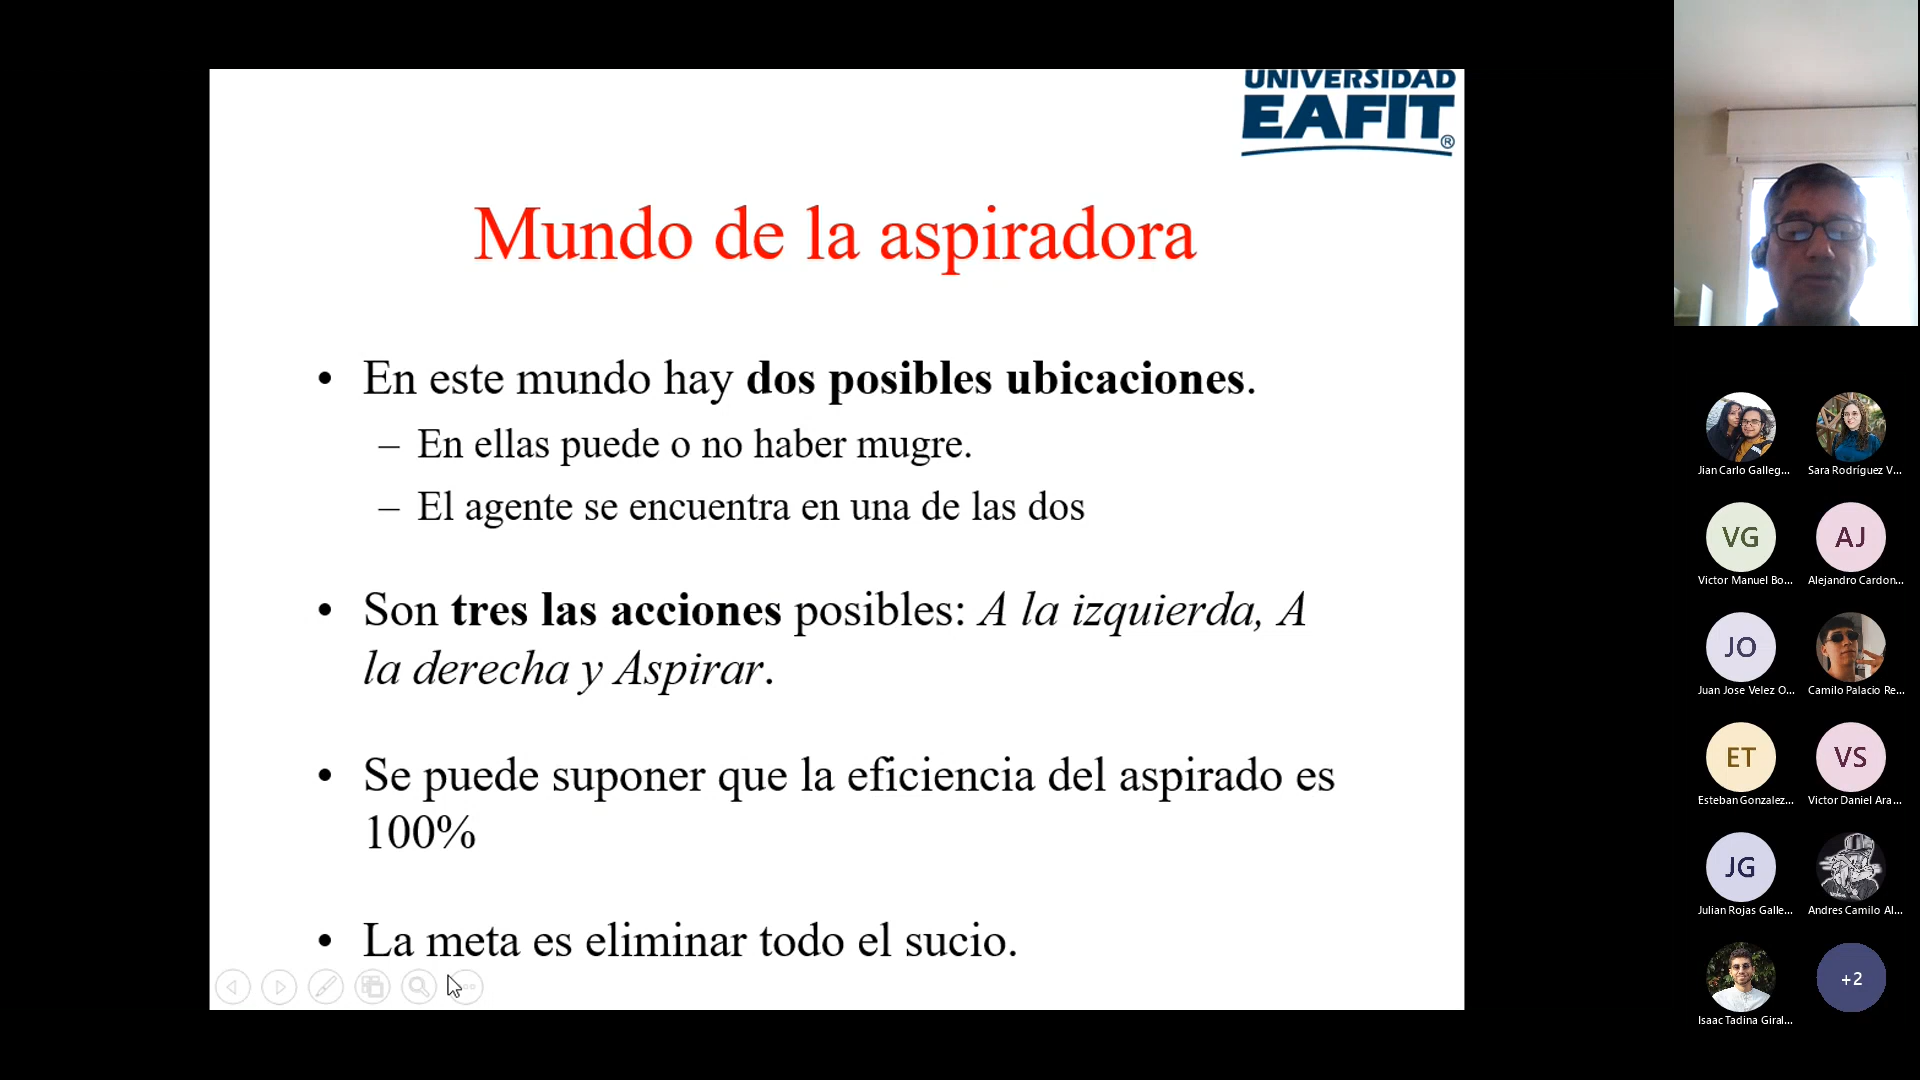 UNIVERSIDAD
EAFIT®
Mundo de la aspiradora
• En este mundo hay dos posibles ubicaciones.
– En ellas puede o no haber mugre.
– El agente se encuentra en una de las dos
• Son tres las acciones posibles: A la izquierda, A
la derecha y Aspirar.
• Se puede suponer que la eficiencia del aspirado es
100%
• La meta es eliminar todo el sucio.
Jian Carlo Galleg...
Sara Rodríguez V...
VG
AJ
Victor Manuel Bo...
Alejandro Cardon...
JO
Juan Jose Velez O...
Camilo Palacio Re...
ET
VS
Esteban Gonzalez...
Victor Daniel Ara...
JG
Julian Rojas Galle...
Andres Camilo Al...
+2
Isaac Tadina Giral...